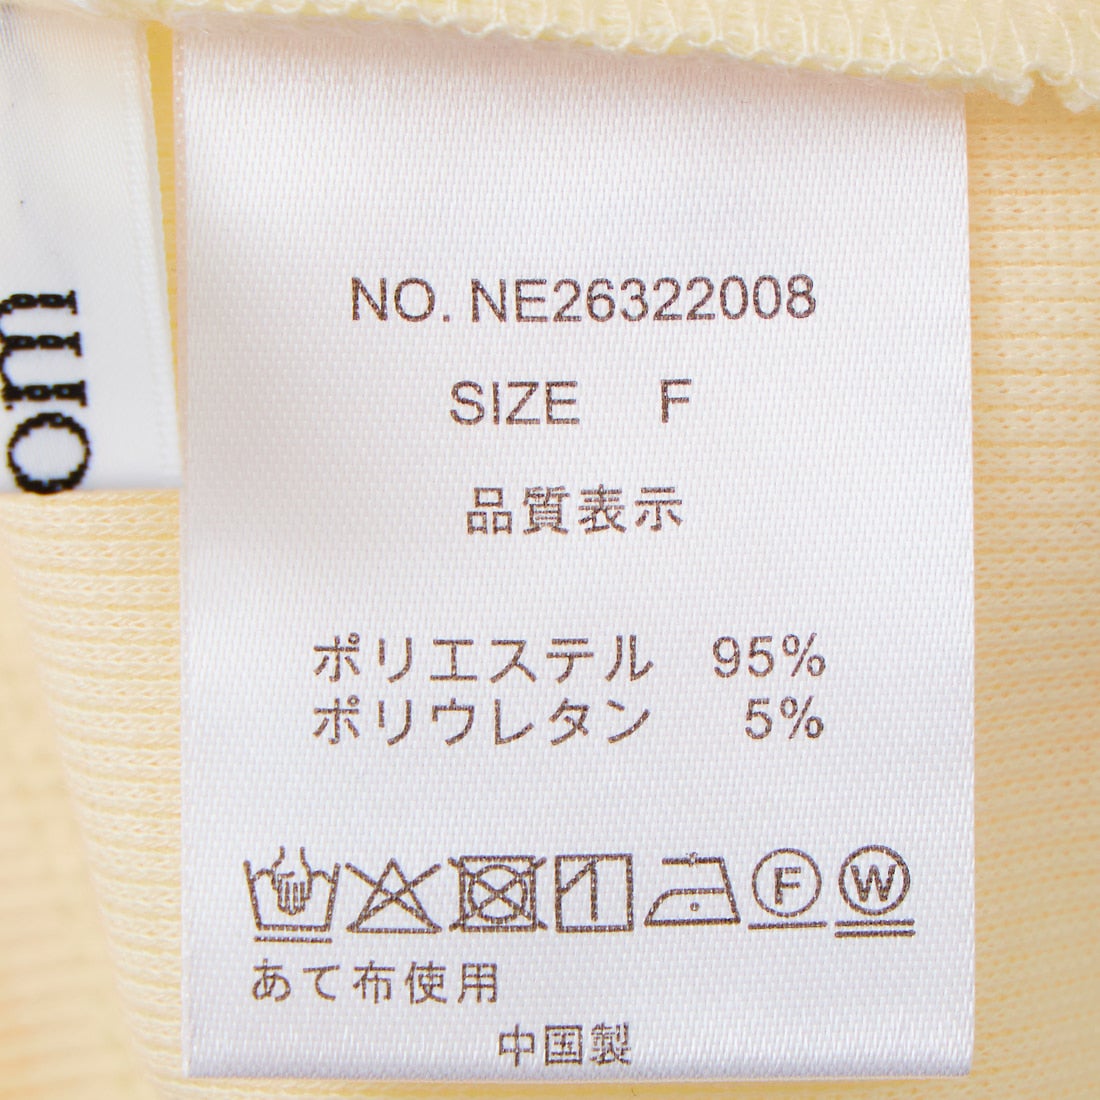 NO. NE26322008
SIZE F
品質表示
ポリエステル 95%
ポリウレタン 5%
F W
あて布使用
中国製